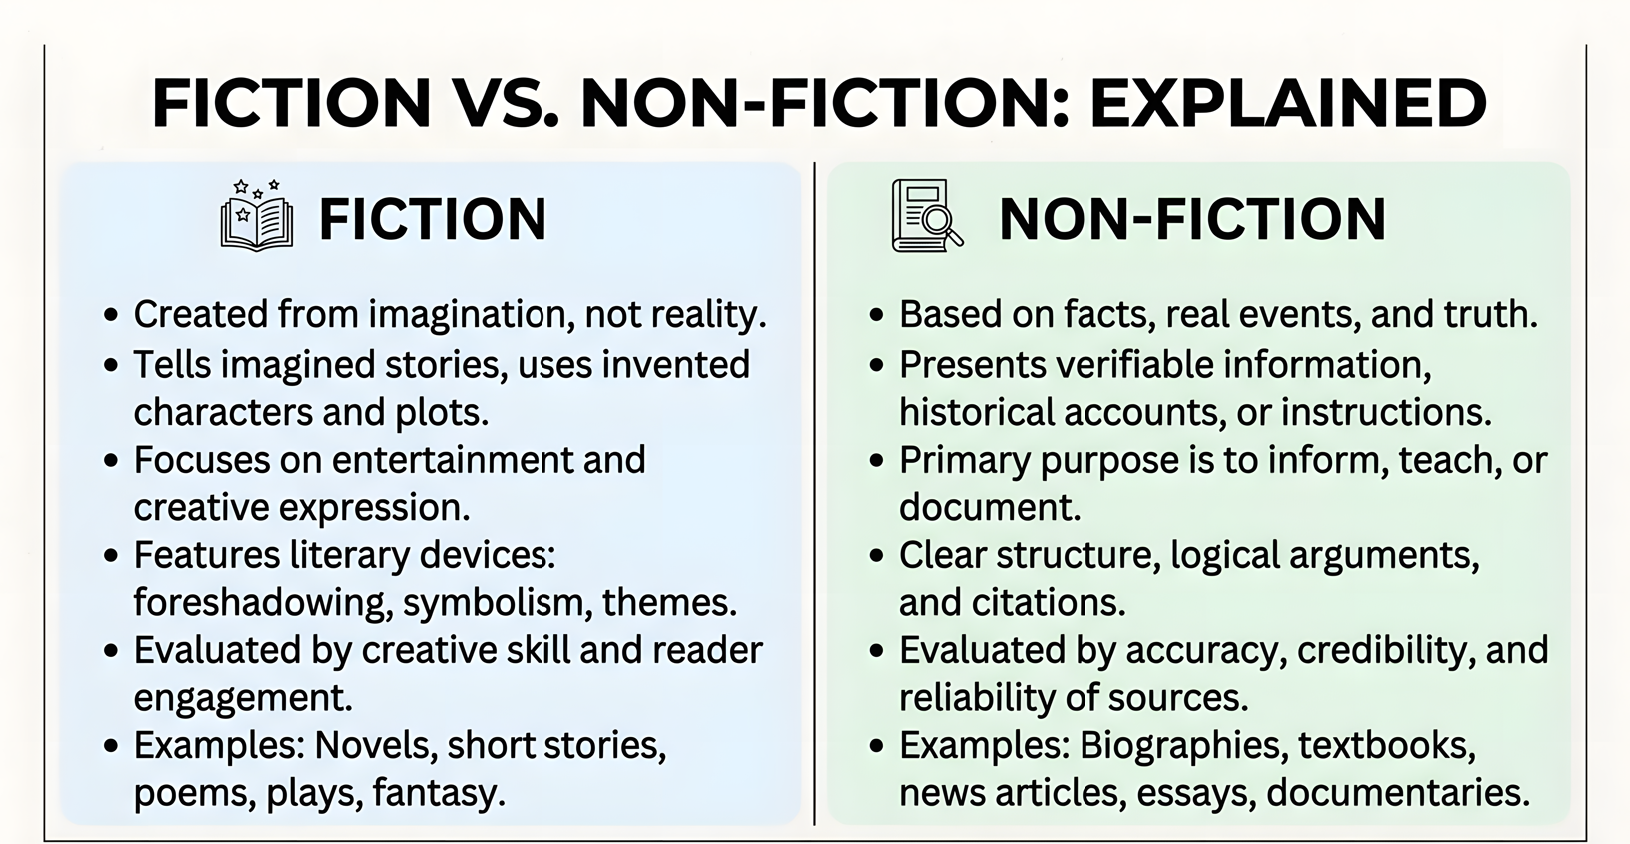 FICTION VS. NON-FICTION: EXPLAINED
FICTION
• Created from imagination, not reality.
• Tells imagined stories, uses invented
characters and plots.
• Focuses on entertainment and
creative expression.
• Features literary devices:
foreshadowing, symbolism, themes.
• Evaluated by creative skill and reader
engagement.
• Examples: Novels, short stories,
poems, plays, fantasy.
NON-FICTION
• Based on facts, real events, and truth.
• Presents verifiable information,
historical accounts, or instructions.
• Primary purpose is to inform, teach, or
document.
• Clear structure, logical arguments,
and citations.
• Evaluated by accuracy, credibility, and
reliability of sources.
• Examples: Biographies, textbooks,
news articles, essays, documentaries.